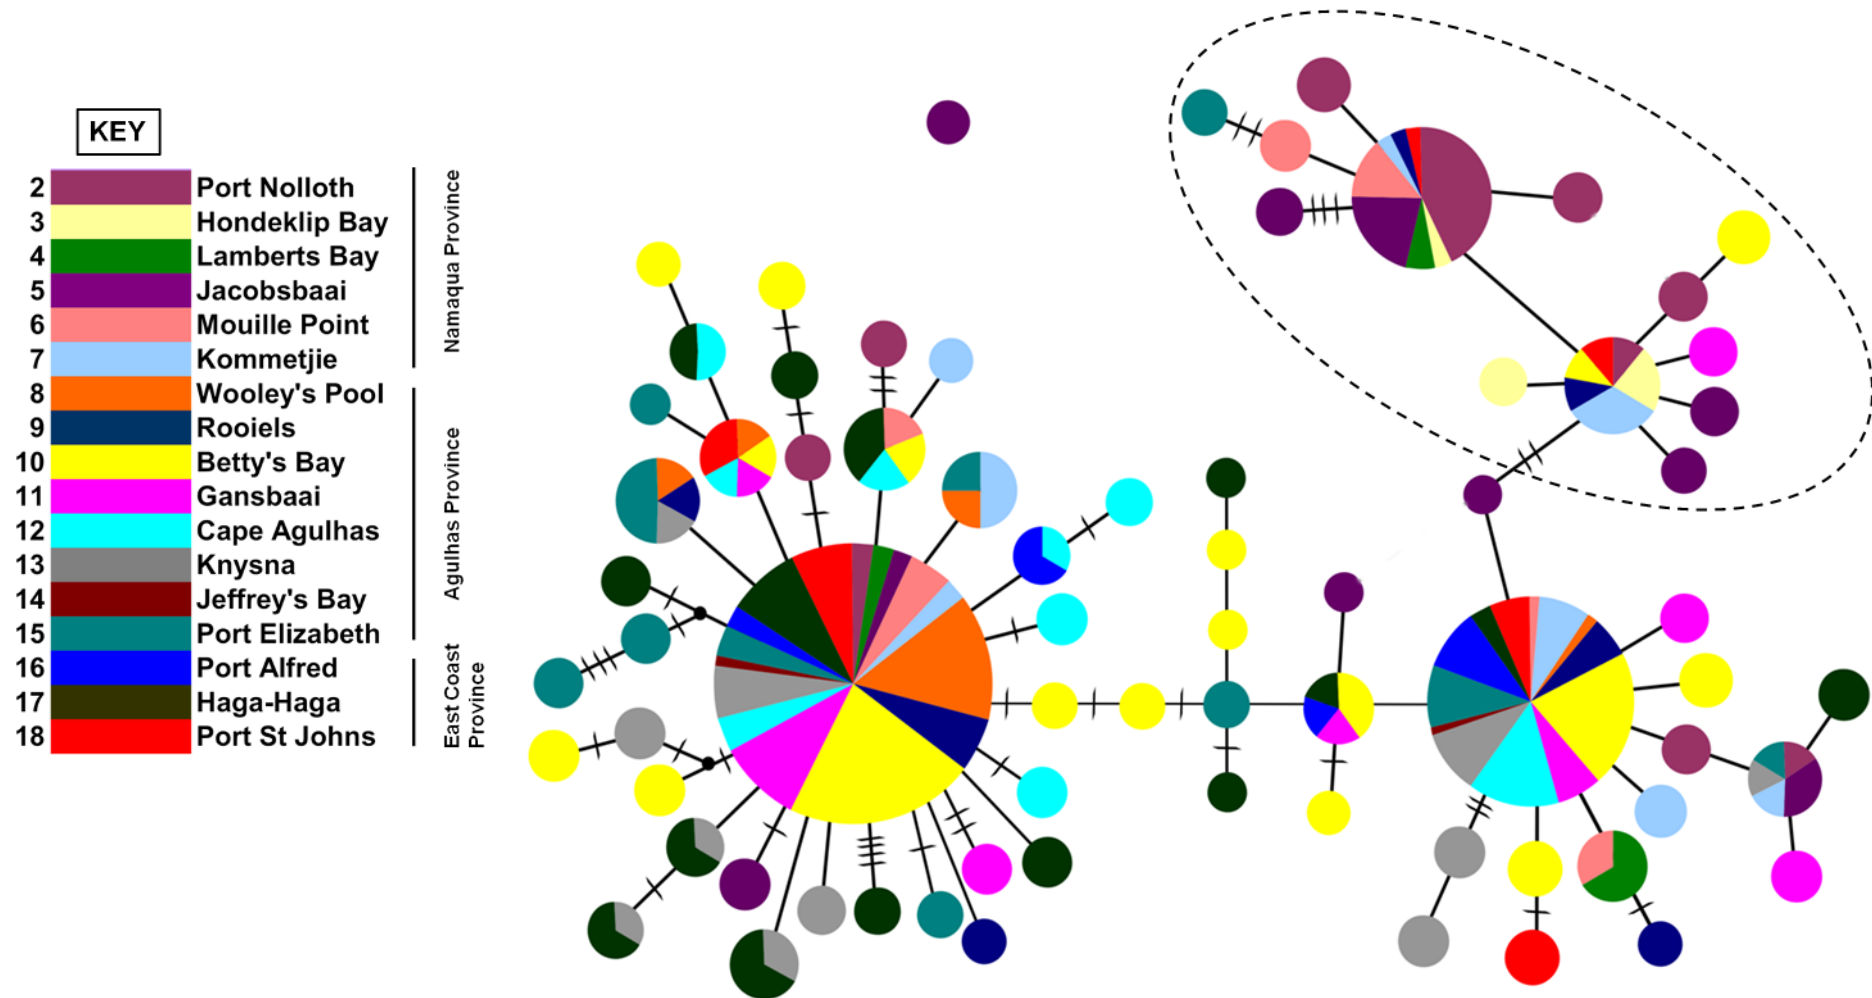 KEY
2 Port Nolloth
3 Hondeklip Bay
4 Lamberts Bay
5 Jacobsbaai
6 Mouille Point
7 Kommetjie
8 Wooley's Pool
9 Rooiels
10 Betty's Bay
11 Gansbaai
12 Cape Agulhas
13 Knysna
14 Jeffrey's Bay
15 Port Elizabeth
16 Port Alfred
17 Haga-Haga
18 Port St Johns
Namaqua Province
Agulhas Province
East Coast
Province